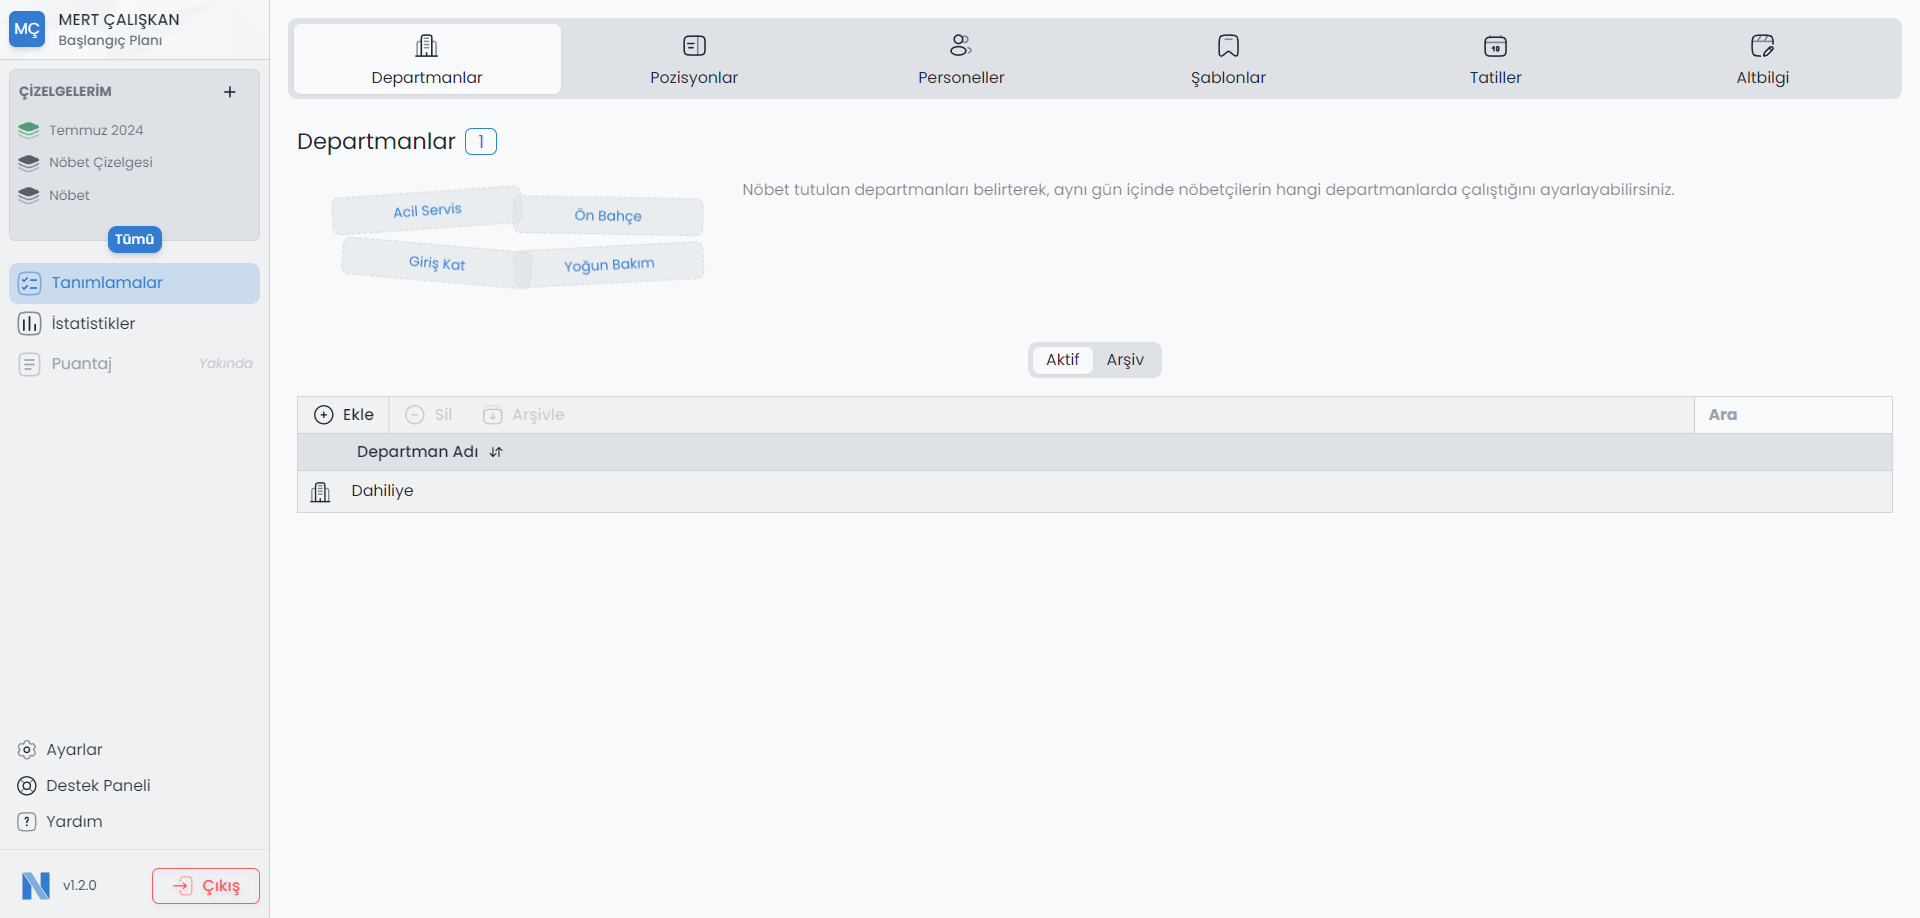 MÇ
MERT ÇALIŞKAN
Başlangıç Planı
ÇİZELGELERİM
+
Temmuz 2024
Nöbet Çizelgesi
Nöbet
Tümü
Tanımlamalar
İstatistikler
Puantaj Yakında
Ayarlar
Destek Paneli
? Yardım
N v1.2.0
Çıkış
Departmanlar
Pozisyonlar
Personeller
Şablonlar
10
Tatiller
Altbilgi
Departmanlar 1
Acil Servis
Ön Bahçe
Giriş Kat
Yoğun Bakım
Nöbet tutulan departmanları belirterek, aynı gün içinde nöbetçilerin hangi departmanlarda çalıştığını ayarlayabilirsiniz.
Aktif Arşiv
Ekle Sil Arşivle Ara
Departman Adı
Dahiliye